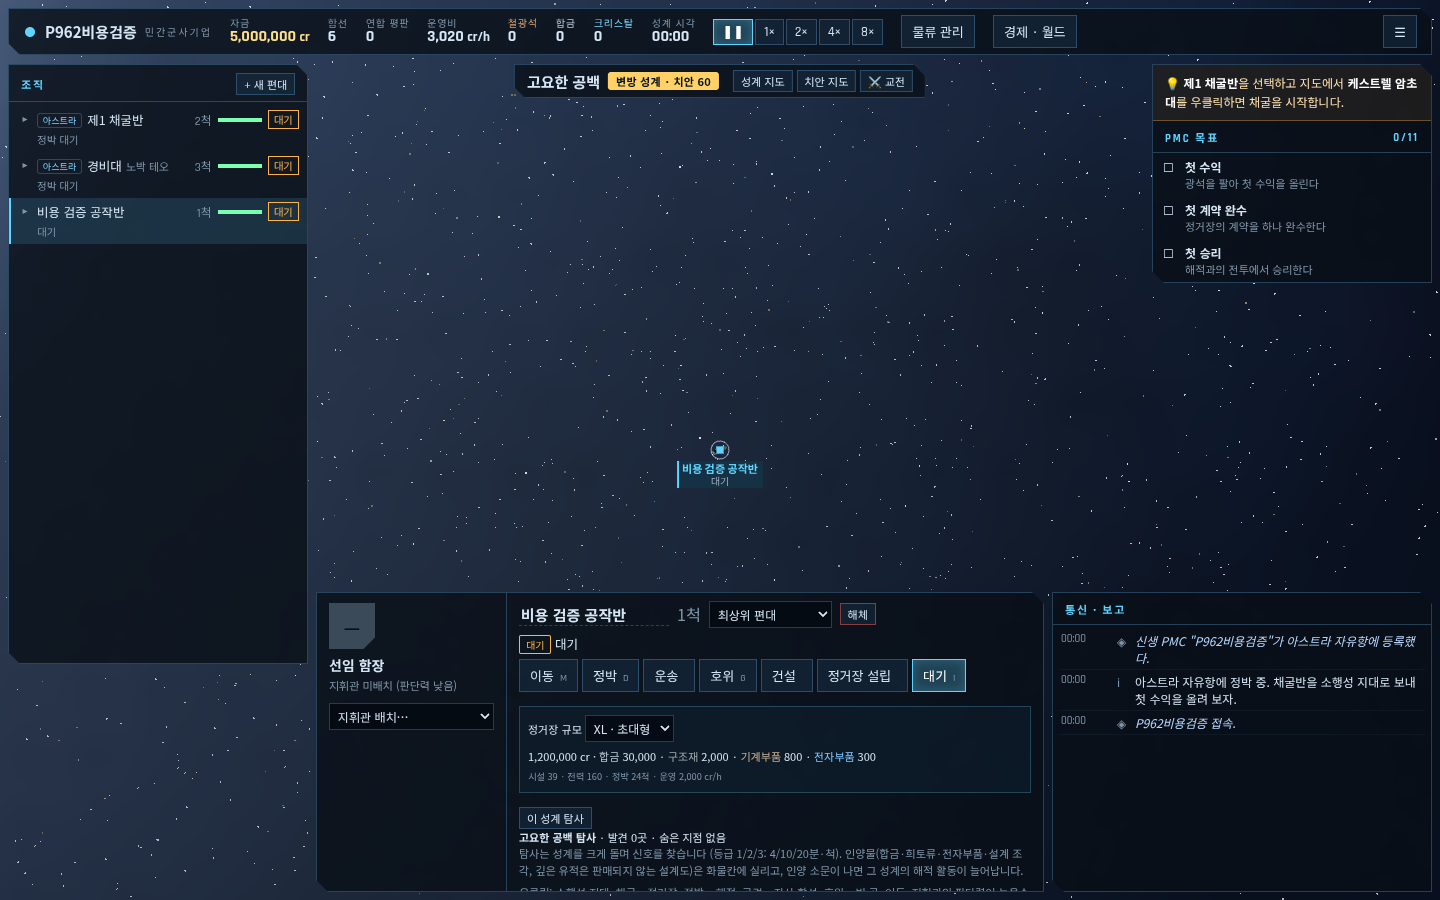 P962비용검증 민간군사기업
자금 5,000,000 cr
함선 6
연합 평판 0
운영비 3,020 cr/h
철광석 0
합금 0
크리스탈 0
성계 시각 00:00
❚❚ 1× 2× 4× 8×
물류 관리
경제 · 월드
☰
조직
+ 새 편대
▸ 아스트라 제1 채굴반 2척 대기
정박 대기
▸ 아스트라 경비대 노박 테오 3척 대기
정박 대기
▸ 비용 검증 공작반 1척 대기
대기
고요한 공백 변방 성계 · 치안 60 성계 지도 치안 지도 ⚔️ 교전
💡 제1 채굴반을 선택하고 지도에서 케스트렐 암초
대를 우클릭하면 채굴을 시작합니다.
PMC 목표 0/11
☐ 첫 수익
광석을 팔아 첫 수익을 올린다
☐ 첫 계약 완수
정거장의 계약을 하나 완수한다
☐ 첫 승리
해적과의 전투에서 승리한다
비용 검증 공작반
대기
—
선임 함장
지휘관 미배치 (판단력 낮음)
지휘관 배치…
비용 검증 공작반 1척 최상위 편대 해체
대기 대기
이동 M 정박 D 운송 호위 G 건설 정거장 설립 대기 I
정거장 규모 XL · 초대형
1,200,000 cr · 합금 30,000 · 구조재 2,000 · 기계부품 800 · 전자부품 300
시설 39 · 전력 160 · 정박 24척 · 운영 2,000 cr/h
이 성계 탐사
고요한 공백 탐사 · 발견 0곳 · 숨은 지점 없음
탐사는 성계를 크게 돌며 신호를 찾습니다 (등급 1/2/3: 4/10/20분·척). 인양물(합금·희토류·전자부품·설계 조
각, 깊은 유적은 판매되지 않는 설계도)은 화물칸에 실리고, 인양 소문이 나면 그 성계의 해적 활동이 늘어납니다.
통신 · 보고
00:00 ◈ 신생 PMC "P962비용검증"가 아스트라 자유항에 등록했
다.
00:00 i 아스트라 자유항에 정박 중. 채굴반을 소행성 지대로 보내
첫 수익을 올려 보자.
00:00 ◈ P962비용검증 접속.